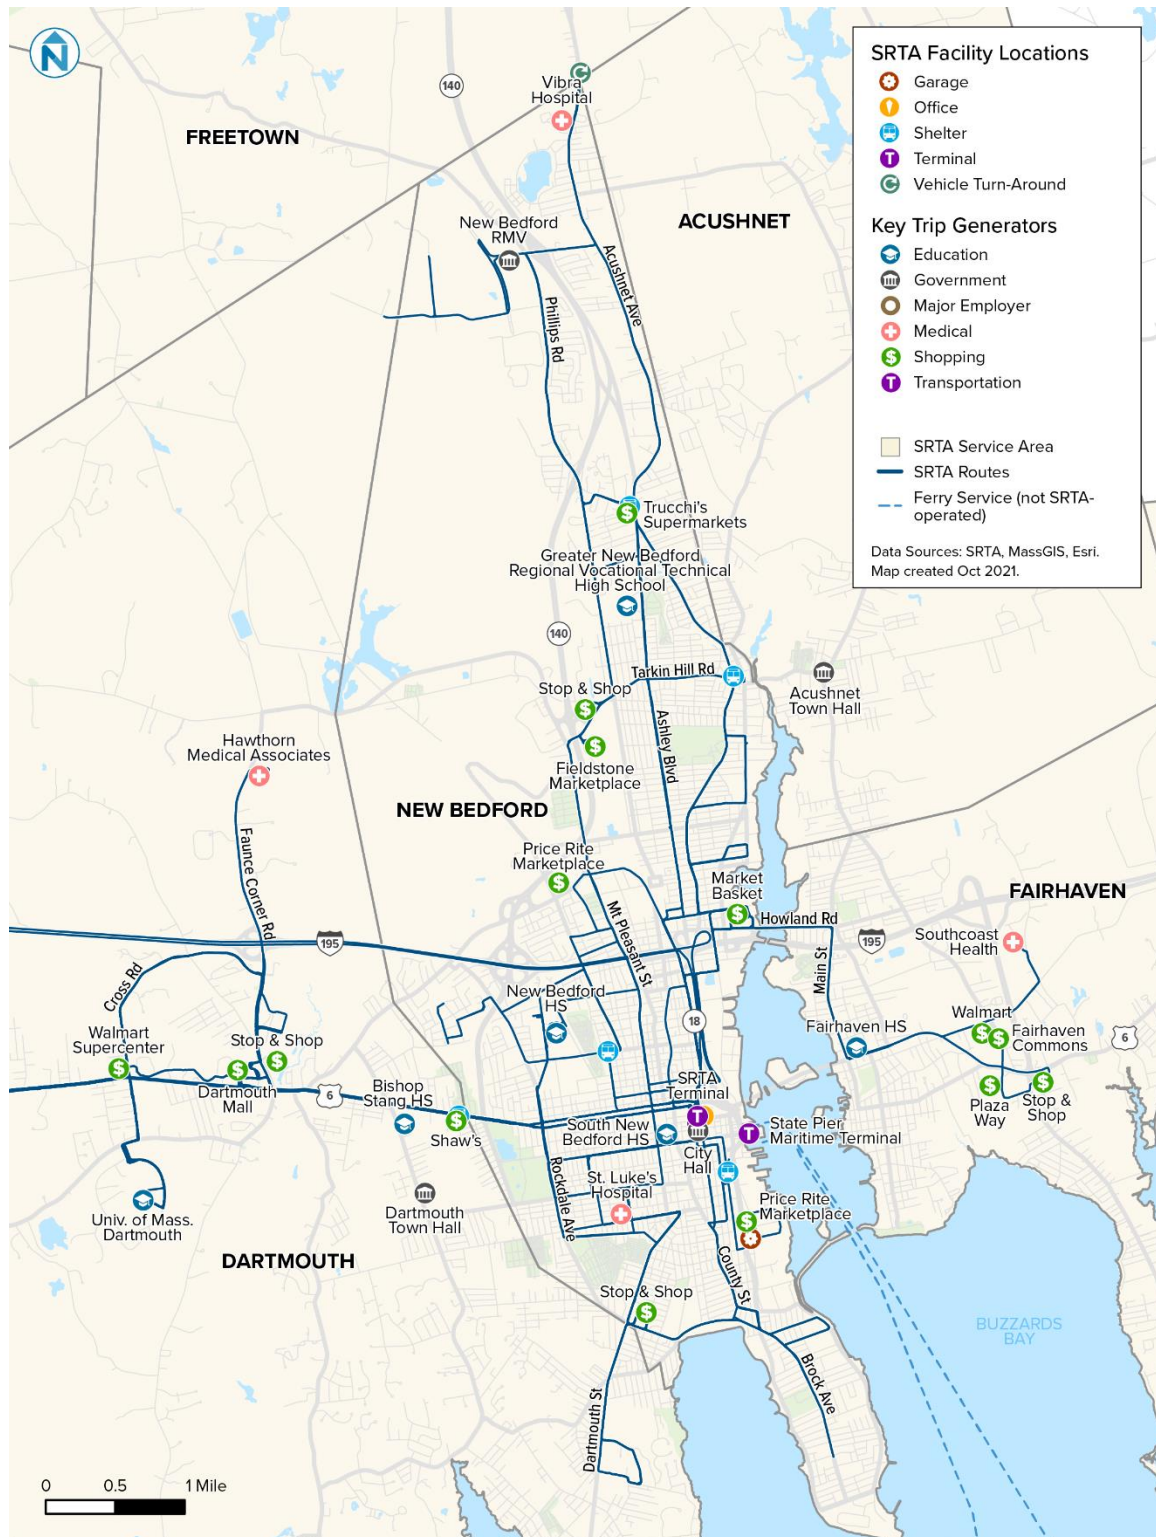 N
140
Vibra
Hospital
FREETOWN
SRTA Facility Locations
Garage
Office
Shelter
T
Terminal
Vehicle Turn-Around
Key Trip Generators
Education
Government
Major Employer
Medical
$
Shopping
T
Transportation
SRTA Service Area
SRTA Routes
Ferry Service (not SRTA-
operated)
Data Sources: SRTA, MassGIS, Esri.
Map created Oct 2021.
ACUSHNET
New Bedford
RMV
Acushnet Ave
Phillips Rd
$
Trucchi's
Supermarkets
Greater New Bedford
Regional Vocational Technical
High School
140
Tarkin Hill Rd
Acushnet
Town Hall
Stop & Shop
$
Ashley Blvd
Hawthorn
Medical Associates
$
Fieldstone
Marketplace
NEW BEDFORD
Faunce Corner Rd
Price Rite
Marketplace
$
Market
Basket
$
Howland Rd
FAIRHAVEN
Mt Pleasant St
195
195
Southcoast
Health
Main St
Cross Rd
New Bedford
HS
18
Fairhaven HS
Walmart
$
$
Fairhaven
Commons
6
Walmart
Supercenter
$
Stop & Shop
$
$
Dartmouth
Mall
6
Bishop
Stang HS
$
Shaw's
SRTA
Terminal
T
South New
Bedford HS
City
Hall
T
State Pier
Maritime Terminal
$
Plaza
Way
$
Stop &
Shop
Rockdale Ave
St. Luke's
Hospital
Price Rite
Marketplace
$
Univ. of Mass.
Dartmouth
Dartmouth
Town Hall
DARTMOUTH
County St
Stop & Shop
$
BUZZARDS
BAY
Brock Ave
Dartmouth St
0 0.5 1 Mile